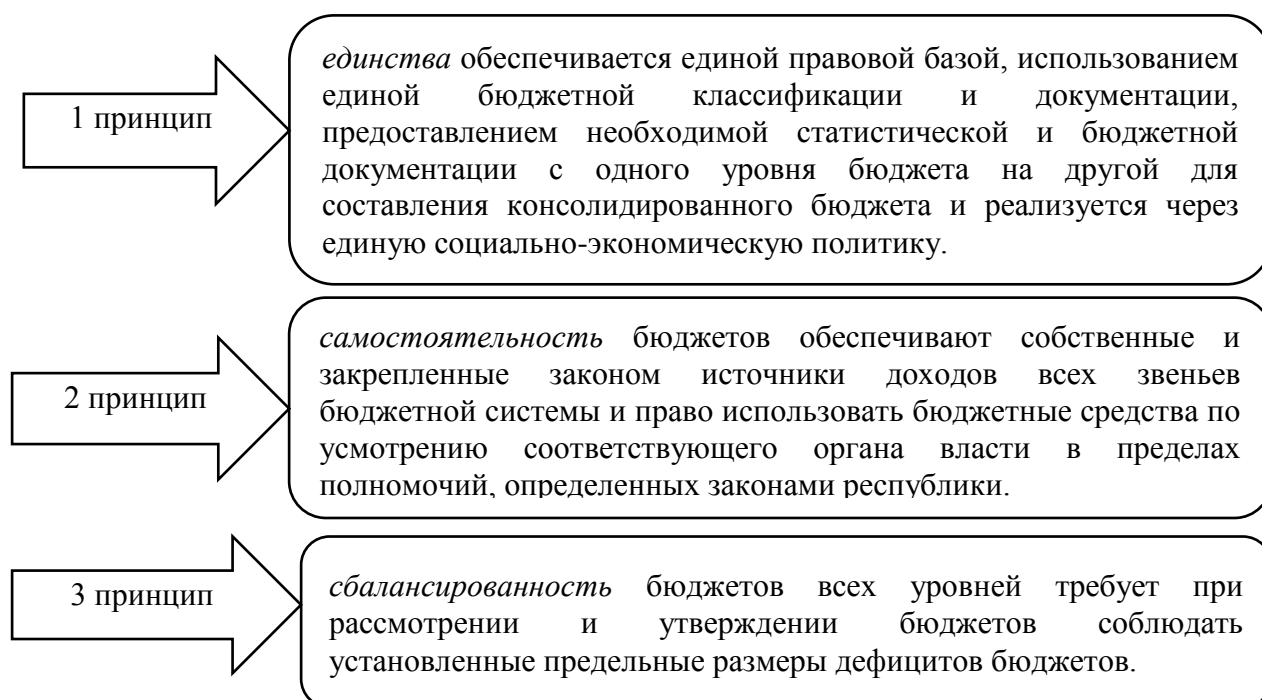 1 принцип
единства обеспечивается единой правовой базой, использованием
единой бюджетной классификации и документации,
предоставлением необходимой статистической и бюджетной
документации с одного уровня бюджета на другой для
составления консолидированного бюджета и реализуется через
единую социально-экономическую политику.
2 принцип
самостоятельность бюджетов обеспечивают собственные и
закрепленные законом источники доходов всех звеньев
бюджетной системы и право использовать бюджетные средства по
усмотрению соответствующего органа власти в пределах
полномочий, определенных законами республики.
3 принцип
сбалансированность бюджетов всех уровней требует при
рассмотрении и утверждении бюджетов соблюдать
установленные предельные размеры дефицитов бюджетов.